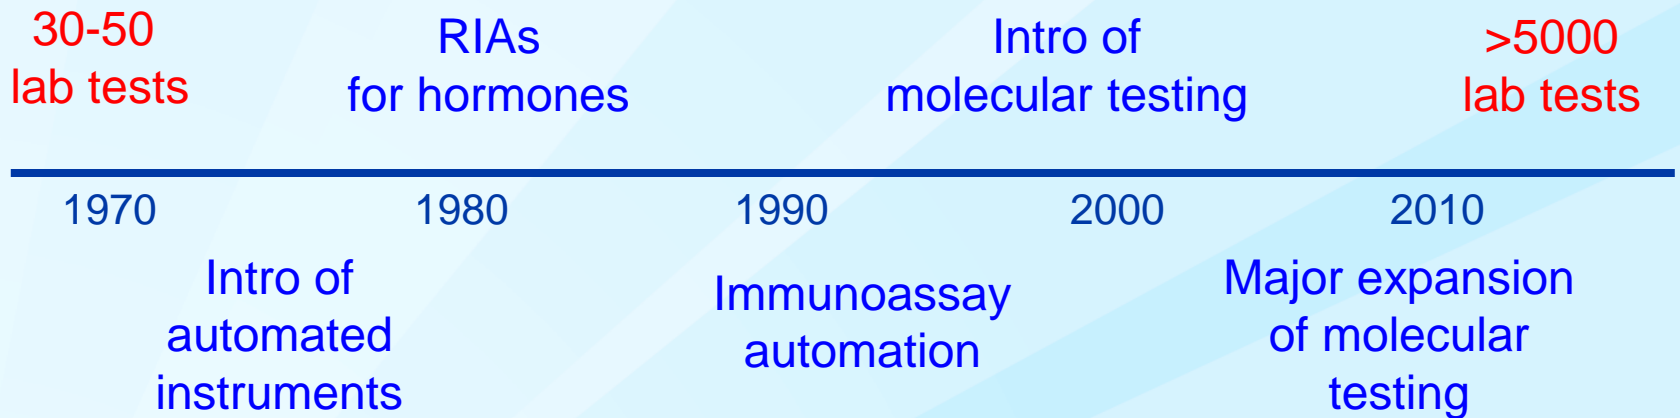 30-50
lab tests
RIAs
for hormones
Intro of
molecular testing
>5000
lab tests
1970 1980 1990 2000 2010
Intro of
automated
instruments
Immunoassay
automation
Major expansion
of molecular
testing